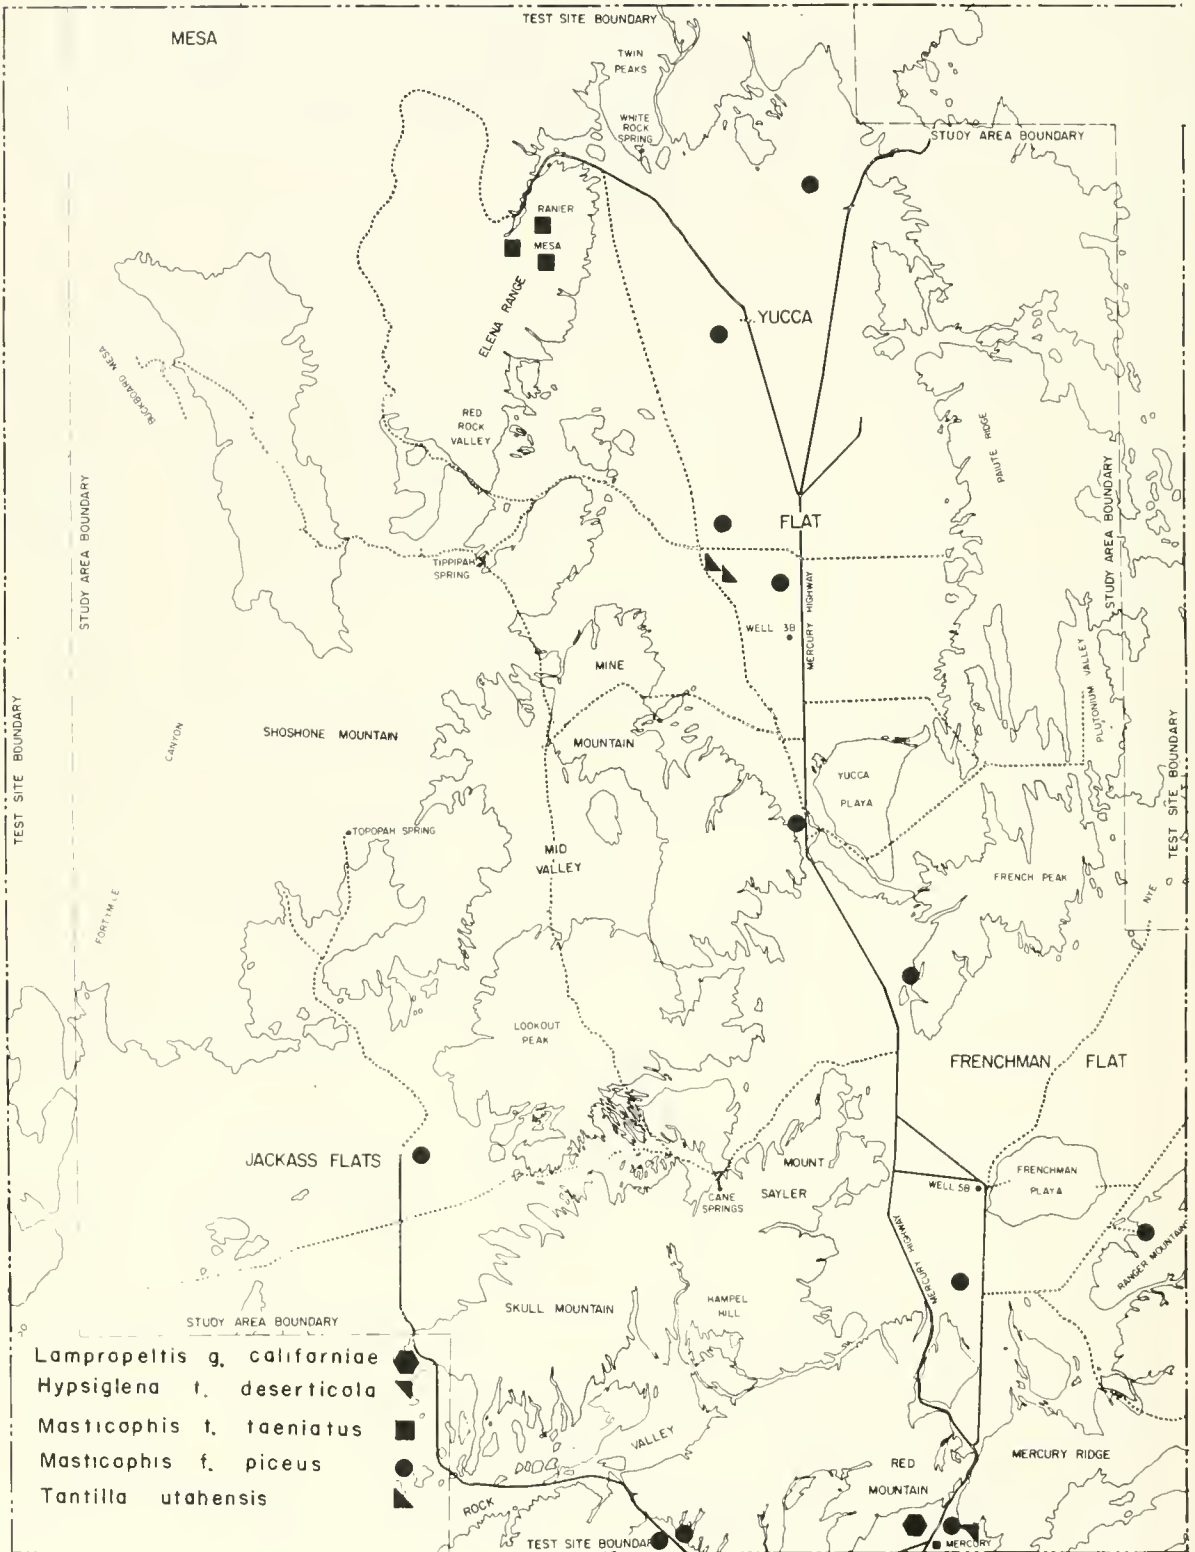 TEST SITE BOUNDARY
MESA
TWIN
PEAKS
WHITE
ROCK
SPRING
STUDY AREA BOUNDARY
RANIER
MESA
ELENA RANGE
YUCCA
BUCKBOARD MESA
RED
ROCK
VALLEY
PAIUTE RIDGE
STUDY AREA BOUNDARY
STUDY AREA BOUNDARY
FLAT
TIPPIPAH
SPRING
MERCURY HIGHWAY
WELL 3B
MINE
MOUNTAIN
PLUTONIUM VALLEY
TEST SITE BOUNDARY
CANYON
SHOSHONE MOUNTAIN
TEST SITE BOUNDARY
YUCCA
PLAYA
TOPOPAH SPRING
MID
VALLEY
FRENCH PEAK
NYE
FORTYMILE
LOOKOUT
PEAK
FRENCHMAN FLAT
JACKASS FLATS
MOUNT
SAYLER
CANE
SPRINGS
WELL 5B
FRENCHMAN
PLAYA
MERCURY HIGHWAY
RANGER MOUNTAIN
SKULL MOUNTAIN
HAMPEL
HILL
STUDY AREA BOUNDARY
Lampropeltis g. californiae
Hypsiglena t. deserticola
Masticophis t. taeniatus
Masticophis f. piceus
Tantilla utahensis
VALLEY
ROCK
RED
MOUNTAIN
MERCURY RIDGE
TEST SITE BOUNDAR
MERCURY